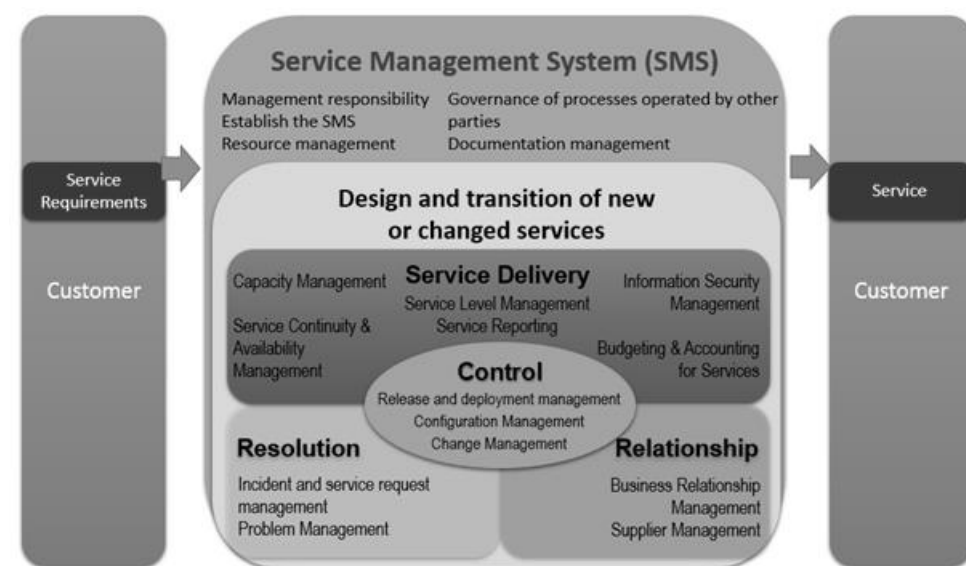 Service Management System (SMS)
Management responsibility
Establish the SMS
Resource management
Governance of processes operated by other
parties
Documentation management
Service
Requirements
Customer
Design and transition of new
or changed services
Service Delivery
Capacity Management
Service Continuity &
Availability
Management
Service Level Management
Service Reporting
Information Security
Management
Budgeting & Accounting
for Services
Control
Release and deployment management
Configuration Management
Change Management
Resolution
Incident and service request
management
Problem Management
Relationship
Business Relationship
Management
Supplier Management
Service
Customer